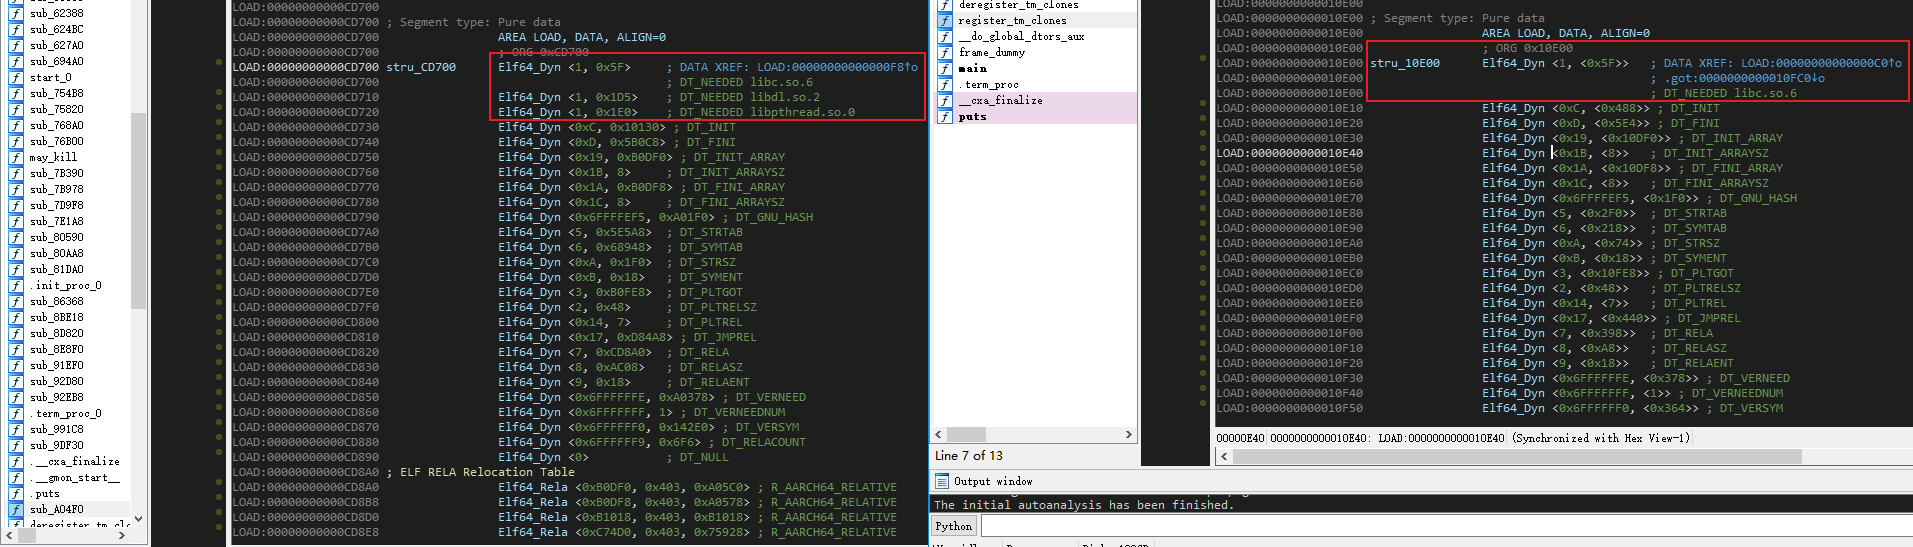 sub_62388
sub_624BC
sub_627A0
sub_694A0
start_0
sub_754B8
sub_75820
sub_768A0
sub_76B00
may_kill
sub_7B390
sub_7B978
sub_7D9F8
sub_7E1A8
sub_80590
sub_80AA8
sub_81DA0
.init_proc_0
sub_86368
sub_8BE18
sub_8D820
sub_8E8F0
sub_91EF0
sub_92D80
sub_92EB8
.term_proc_0
sub_991C8
sub_9DF30
.__cxa_finalize
.__gmon_start__
.puts
sub_A04F0
deregister_tm_cl
LOAD:00000000000CD700
LOAD:00000000000CD700 ; Segment type: Pure data
LOAD:00000000000CD700 AREA LOAD, DATA, ALIGN=0
LOAD:00000000000CD700 ; ORG 0xCD700
LOAD:00000000000CD700 stru_CD700 Elf64_Dyn <1, 0x5F> ; DATA XREF: LOAD:00000000000000F8↑o
LOAD:00000000000CD700 ; DT_NEEDED libc.so.6
LOAD:00000000000CD710 Elf64_Dyn <1, 0x1D5> ; DT_NEEDED libdl.so.2
LOAD:00000000000CD720 Elf64_Dyn <1, 0x1E0> ; DT_NEEDED libpthread.so.0
LOAD:00000000000CD730 Elf64_Dyn <0xC, 0x10130> ; DT_INIT
LOAD:00000000000CD740 Elf64_Dyn <0xD, 0x5B0C8> ; DT_FINI
LOAD:00000000000CD750 Elf64_Dyn <0x19, 0xB0DF0> ; DT_INIT_ARRAY
LOAD:00000000000CD760 Elf64_Dyn <0x1B, 8> ; DT_INIT_ARRAYSZ
LOAD:00000000000CD770 Elf64_Dyn <0x1A, 0xB0DF8> ; DT_FINI_ARRAY
LOAD:00000000000CD780 Elf64_Dyn <0x1C, 8> ; DT_FINI_ARRAYSZ
LOAD:00000000000CD790 Elf64_Dyn <0x6FFFFEF5, 0xA01F0> ; DT_GNU_HASH
LOAD:00000000000CD7A0 Elf64_Dyn <5, 0x5E5A8> ; DT_STRTAB
LOAD:00000000000CD7B0 Elf64_Dyn <6, 0x68948> ; DT_SYMTAB
LOAD:00000000000CD7C0 Elf64_Dyn <0xA, 0x1F0> ; DT_STRSZ
LOAD:00000000000CD7D0 Elf64_Dyn <0xB, 0x18> ; DT_SYMENT
LOAD:00000000000CD7E0 Elf64_Dyn <3, 0xB0FE8> ; DT_PLTGOT
LOAD:00000000000CD7F0 Elf64_Dyn <2, 0x48> ; DT_PLTRELSZ
LOAD:00000000000CD800 Elf64_Dyn <0x14, 7> ; DT_PLTREL
LOAD:00000000000CD810 Elf64_Dyn <0x17, 0xD84A8> ; DT_JMPREL
LOAD:00000000000CD820 Elf64_Dyn <7, 0xCD8A0> ; DT_RELA
LOAD:00000000000CD830 Elf64_Dyn <8, 0xAC08> ; DT_RELASZ
LOAD:00000000000CD840 Elf64_Dyn <9, 0x18> ; DT_RELAENT
LOAD:00000000000CD850 Elf64_Dyn <0x6FFFFFFE, 0xA0378> ; DT_VERNEED
LOAD:00000000000CD860 Elf64_Dyn <0x6FFFFFFF, 1> ; DT_VERNEEDNUM
LOAD:00000000000CD870 Elf64_Dyn <0x6FFFFFF0, 0x142E0> ; DT_VERSYM
LOAD:00000000000CD880 Elf64_Dyn <0x6FFFFFF9, 0x6F6> ; DT_RELACOUNT
LOAD:00000000000CD890 Elf64_Dyn <0> ; DT_NULL
LOAD:00000000000CD8A0 ; ELF RELA Relocation Table
LOAD:00000000000CD8A0 Elf64_Rela <0xB0DF0, 0x403, 0xA05C0> ; R_AARCH64_RELATIVE
LOAD:00000000000CD8B8 Elf64_Rela <0xB0DF8, 0x403, 0xA0578> ; R_AARCH64_RELATIVE
LOAD:00000000000CD8D0 Elf64_Rela <0xB1018, 0x403, 0xB1018> ; R_AARCH64_RELATIVE
LOAD:00000000000CD8E8 Elf64_Rela <0xC74D0, 0x403, 0x75928> ; R_AARCH64_RELATIVE
deregister_tm_clones
register_tm_clones
__do_global_dtors_aux
frame_dummy
main
.term_proc
__cxa_finalize
puts
Line 7 of 13
LOAD:0000000000010E00
LOAD:0000000000010E00 ; Segment type: Pure data
LOAD:0000000000010E00 AREA LOAD, DATA, ALIGN=0
LOAD:0000000000010E00 ; ORG 0x10E00
LOAD:0000000000010E00 stru_10E00 Elf64_Dyn <1, <0x5F>> ; DATA XREF: LOAD:00000000000000C0↑o
LOAD:0000000000010E00 ; .got:0000000000010FC0↓o
LOAD:0000000000010E00 ; DT_NEEDED libc.so.6
LOAD:0000000000010E10 Elf64_Dyn <0xC, <0x488>> ; DT_INIT
LOAD:0000000000010E20 Elf64_Dyn <0xD, <0x5E4>> ; DT_FINI
LOAD:0000000000010E30 Elf64_Dyn <0x19, <0x10DF0>> ; DT_INIT_ARRAY
LOAD:0000000000010E40 Elf64_Dyn <0x1B, <8>> ; DT_INIT_ARRAYSZ
LOAD:0000000000010E50 Elf64_Dyn <0x1A, <0x10DF8>> ; DT_FINI_ARRAY
LOAD:0000000000010E60 Elf64_Dyn <0x1C, <8>> ; DT_FINI_ARRAYSZ
LOAD:0000000000010E70 Elf64_Dyn <0x6FFFFEF5, <0x1F0>> ; DT_GNU_HASH
LOAD:0000000000010E80 Elf64_Dyn <5, <0x2F0>> ; DT_STRTAB
LOAD:0000000000010E90 Elf64_Dyn <6, <0x218>> ; DT_SYMTAB
LOAD:0000000000010EA0 Elf64_Dyn <0xA, <0x74>> ; DT_STRSZ
LOAD:0000000000010EB0 Elf64_Dyn <0xB, <0x18>> ; DT_SYMENT
LOAD:0000000000010EC0 Elf64_Dyn <3, <0x10FE8>> ; DT_PLTGOT
LOAD:0000000000010ED0 Elf64_Dyn <2, <0x48>> ; DT_PLTRELSZ
LOAD:0000000000010EE0 Elf64_Dyn <0x14, <7>> ; DT_PLTREL
LOAD:0000000000010EF0 Elf64_Dyn <0x17, <0x440>> ; DT_JMPREL
LOAD:0000000000010F00 Elf64_Dyn <7, <0x398>> ; DT_RELA
LOAD:0000000000010F10 Elf64_Dyn <8, <0xA8>> ; DT_RELASZ
LOAD:0000000000010F20 Elf64_Dyn <9, <0x18>> ; DT_RELAENT
LOAD:0000000000010F30 Elf64_Dyn <0x6FFFFFFE, <0x378>> ; DT_VERNEED
LOAD:0000000000010F40 Elf64_Dyn <0x6FFFFFFF, <1>> ; DT_VERNEEDNUM
LOAD:0000000000010F50 Elf64_Dyn <0x6FFFFFF0, <0x364>> ; DT_VERSYM
00000E40 0000000000010E40: LOAD:0000000000010E40 (Synchronized with Hex View-1)
Output window
The initial autoanalysis has been finished.
Python